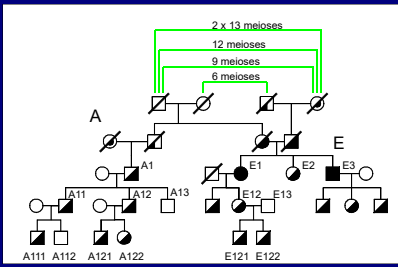 2 x 13 meioses
12 meioses
9 meioses
6 meioses
A
E
A1
E1
E2
E3
A11
A12
A13
E12
E13
A111
A112
A121
A122
E121
E122